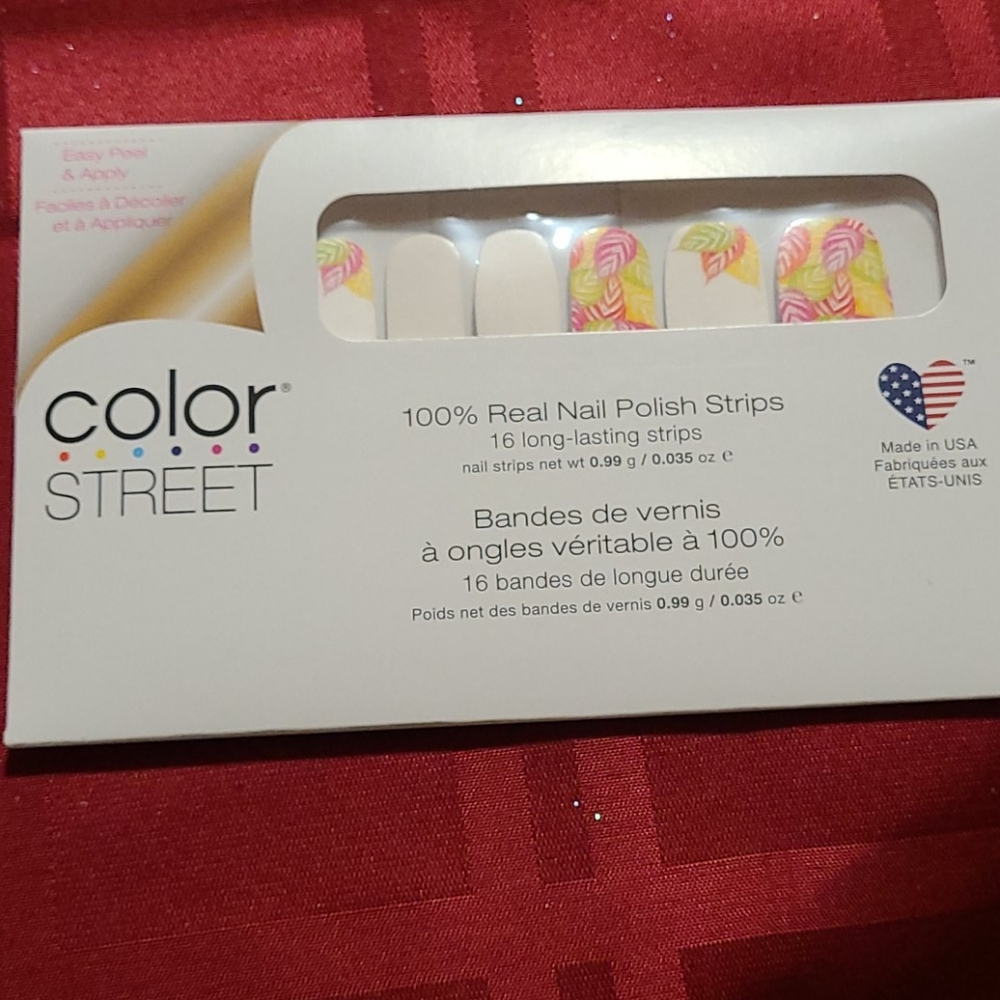 Easy Peel
& Apply
Faciles à Décoller
et à Appliquer
color®
STREET
100% Real Nail Polish Strips
16 long-lasting strips
nail strips net wt 0.99 g / 0.035 oz ℮
Bandes de vernis
à ongles véritable à 100%
16 bandes de longue durée
Poids net des bandes de vernis 0.99 g / 0.035 oz ℮
™
Made in USA
Fabriquées aux
ÉTATS-UNIS